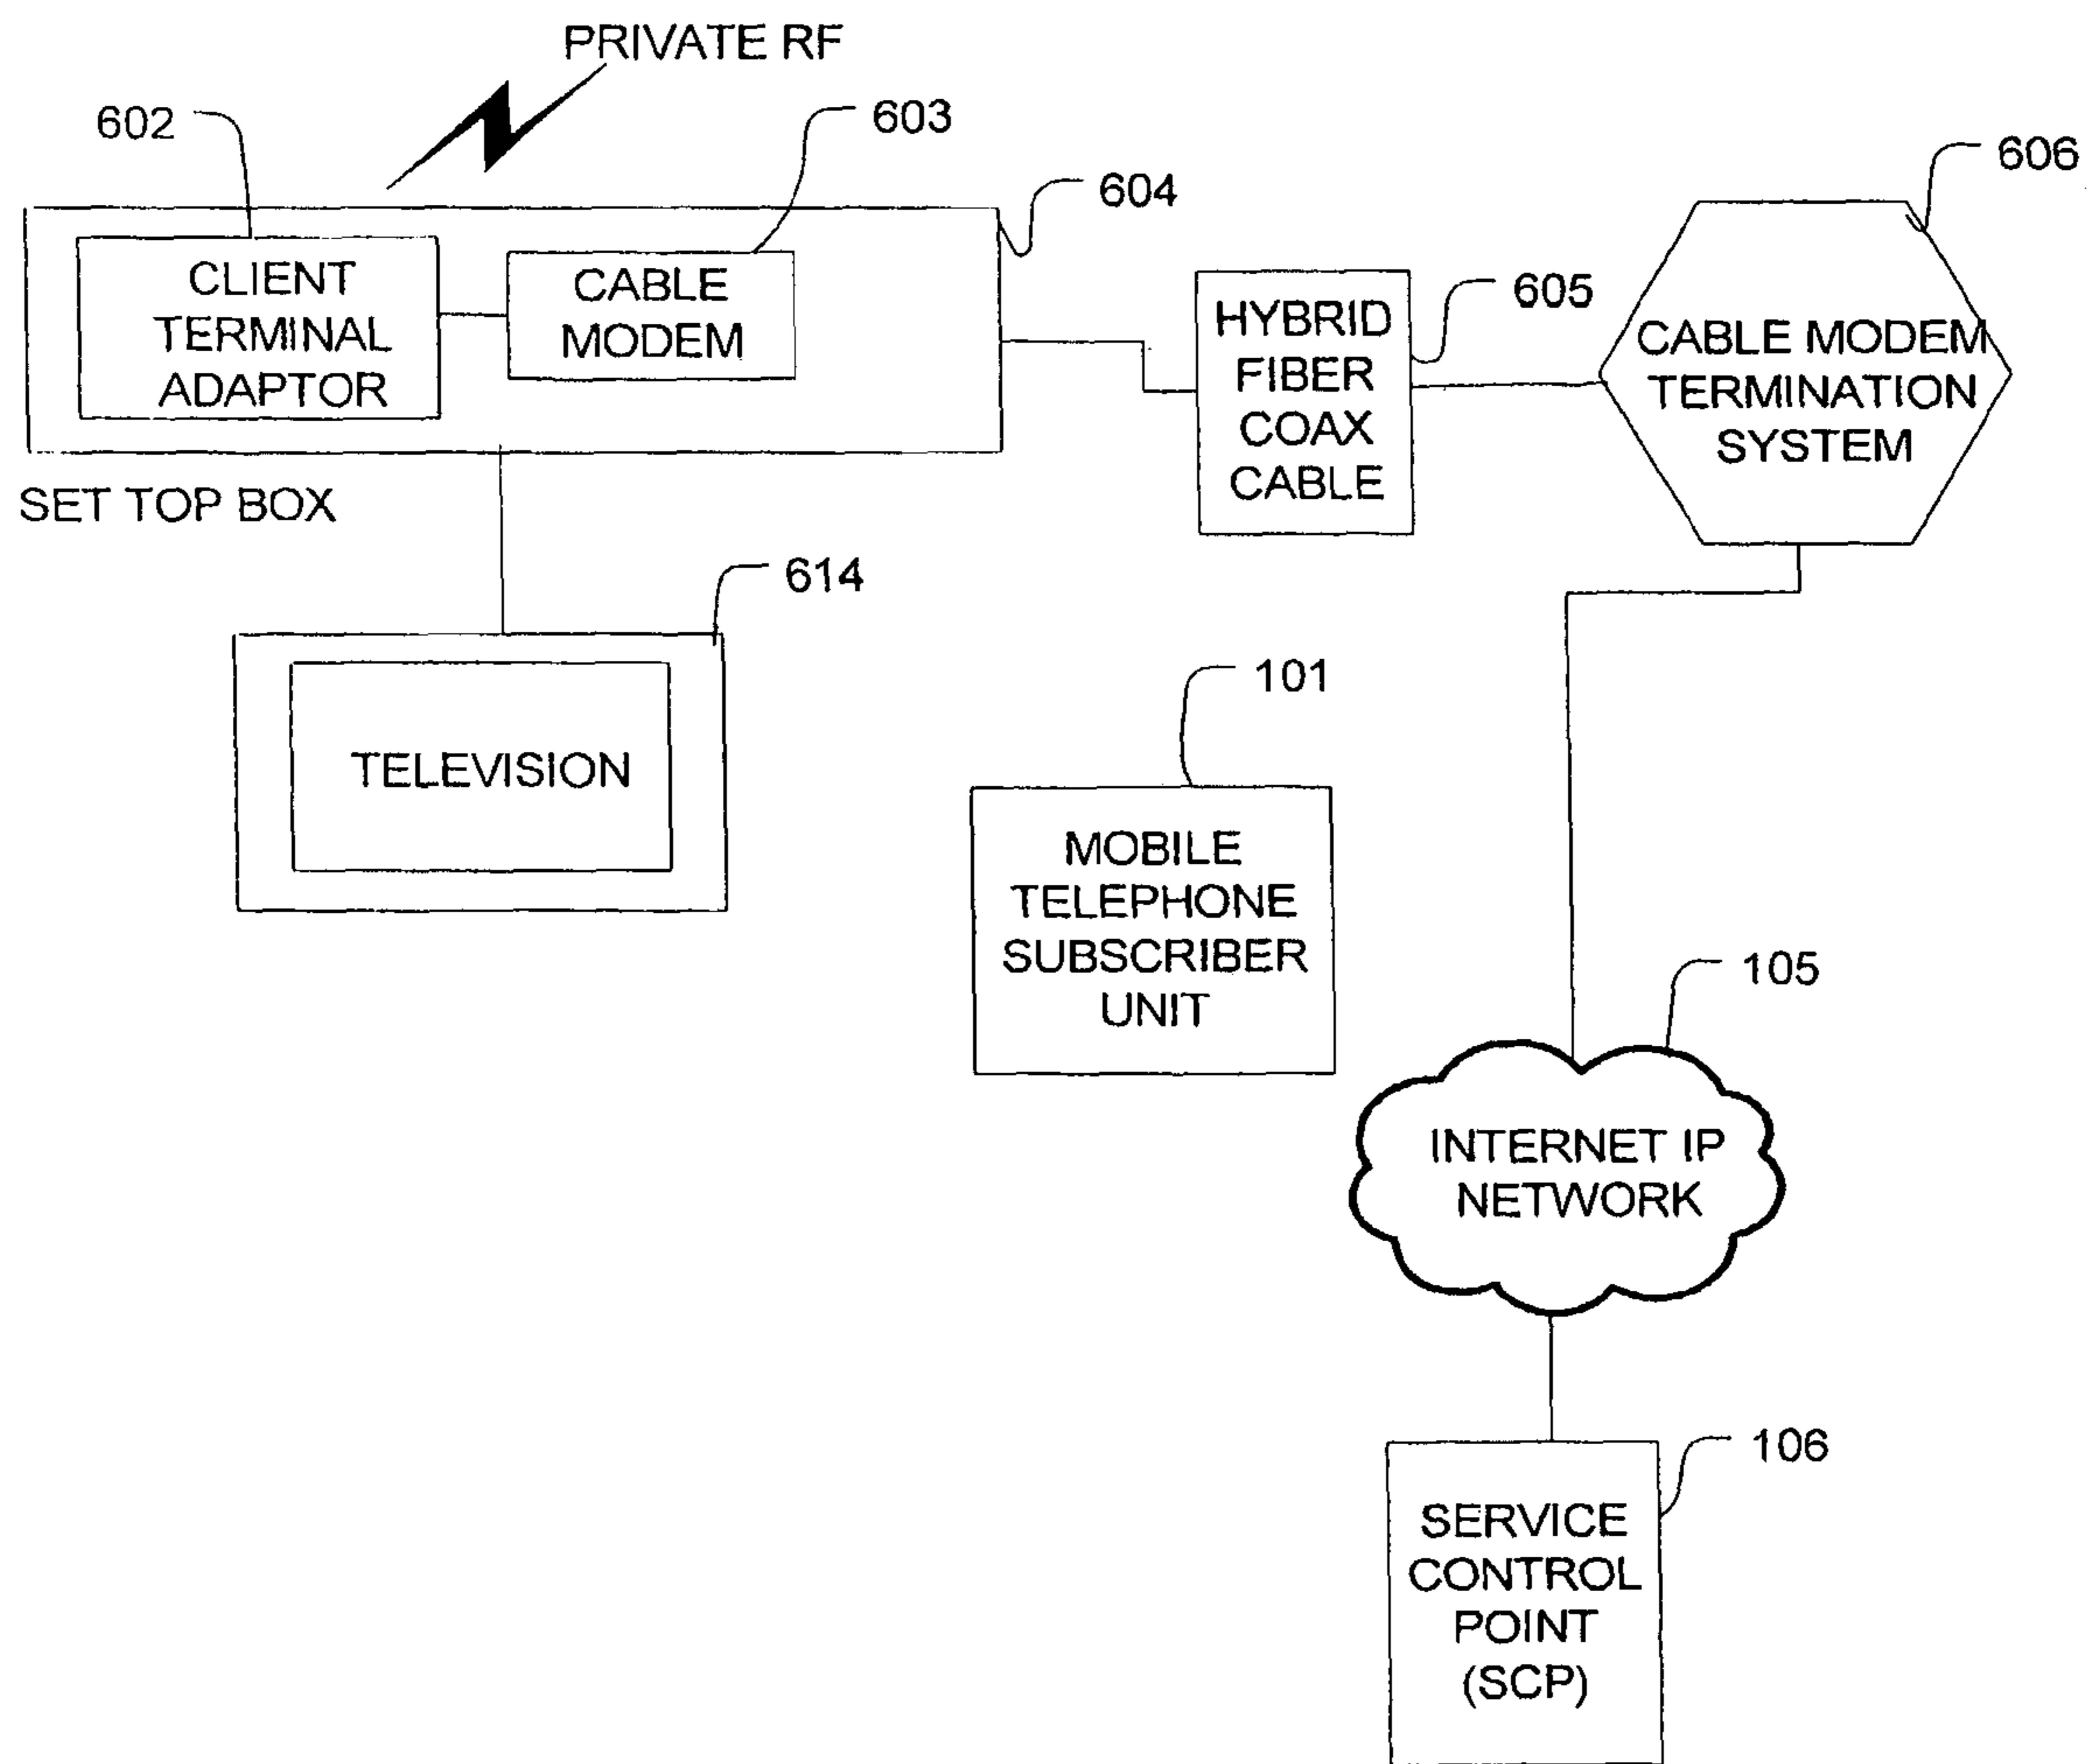 PRIVATE RF
602
603
604
606
CLIENT
TERMINAL
ADAPTOR
CABLE
MODEM
605
HYBRID
FIBER
COAX
CABLE
CABLE MODEM
TERMINATION
SYSTEM
SET TOP BOX
614
TELEVISION
101
MOBILE
TELEPHONE
SUBSCRIBER
UNIT
105
INTERNET IP
NETWORK
106
SERVICE
CONTROL
POINT
(SCP)